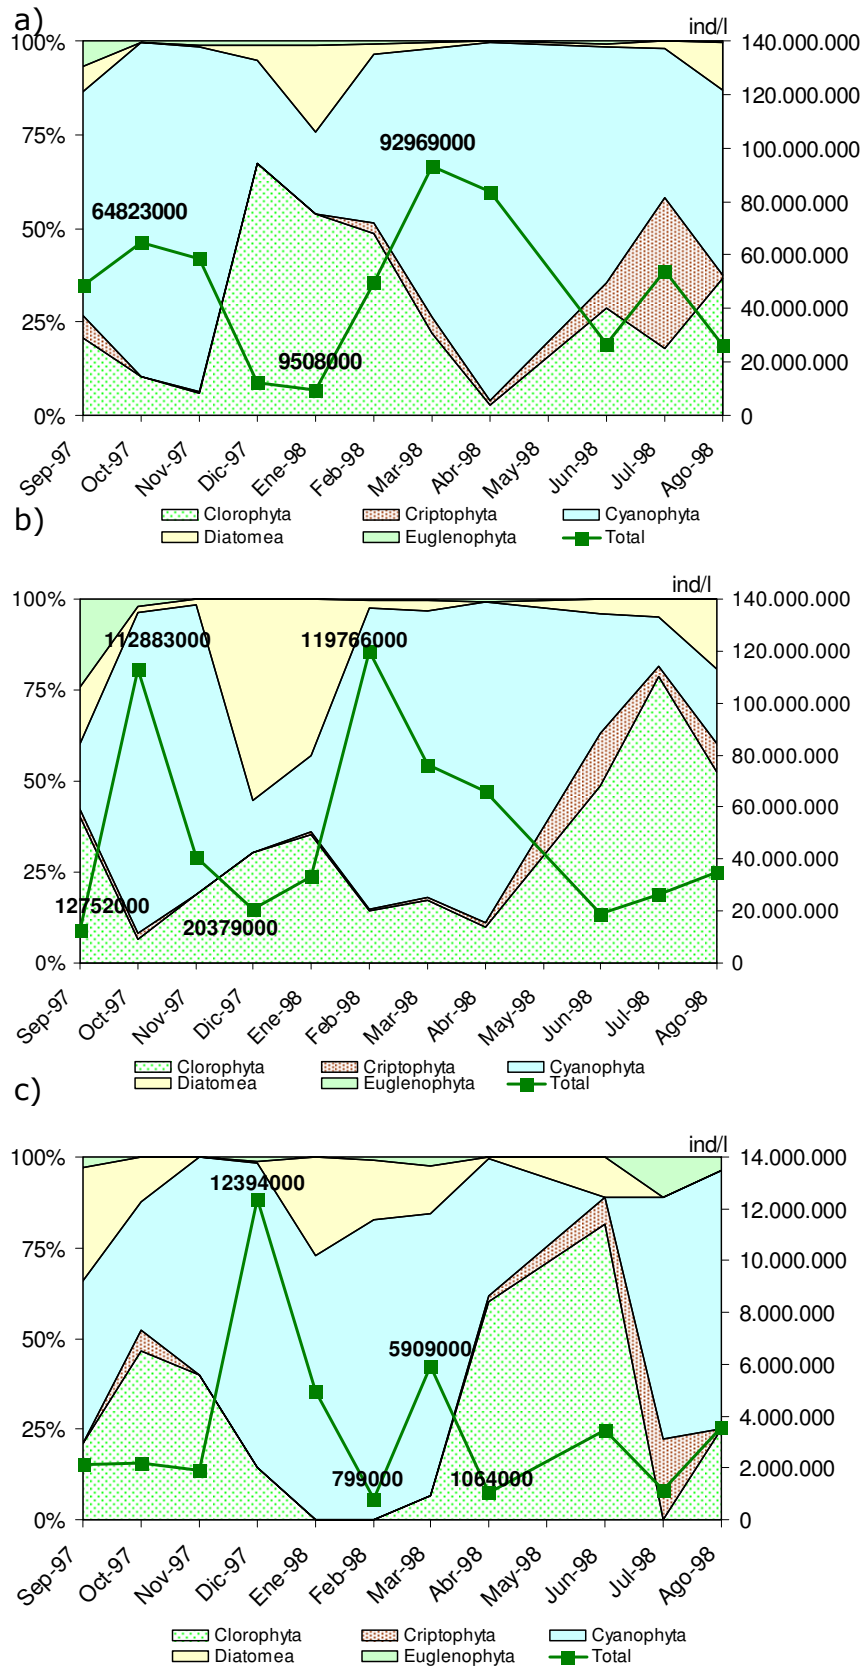 a)
ind/l
100% 140.000.000
120.000.000
75% 92969000 100.000.000
64823000 80.000.000
50% 60.000.000
25% 40.000.000
9508000 20.000.000
0% 0
Sep-97 Oct-97 Nov-97 Dic-97 Ene-98 Feb-98 Mar-98 Abr-98 May-98 Jun-98 Jul-98 Ago-98
Clorophyta Criptophyta Cyanophyta
Diatomea Euglenophyta Total
b)
ind/l
100% 140.000.000
112883000 119766000 120.000.000
75% 100.000.000
80.000.000
50% 60.000.000
25% 40.000.000
12752000 20379000 20.000.000
0% 0
Sep-97 Oct-97 Nov-97 Dic-97 Ene-98 Feb-98 Mar-98 Abr-98 May-98 Jun-98 Jul-98 Ago-98
Clorophyta Criptophyta Cyanophyta
Diatomea Euglenophyta Total
c)
ind/l
100% 14.000.000
12394000 12.000.000
75% 10.000.000
8.000.000
50% 5909000 6.000.000
25% 4.000.000
799000 1064000 2.000.000
0% 0
Sep-97 Oct-97 Nov-97 Dic-97 Ene-98 Feb-98 Mar-98 Abr-98 May-98 Jun-98 Jul-98 Ago-98
Clorophyta Criptophyta Cyanophyta
Diatomea Euglenophyta Total